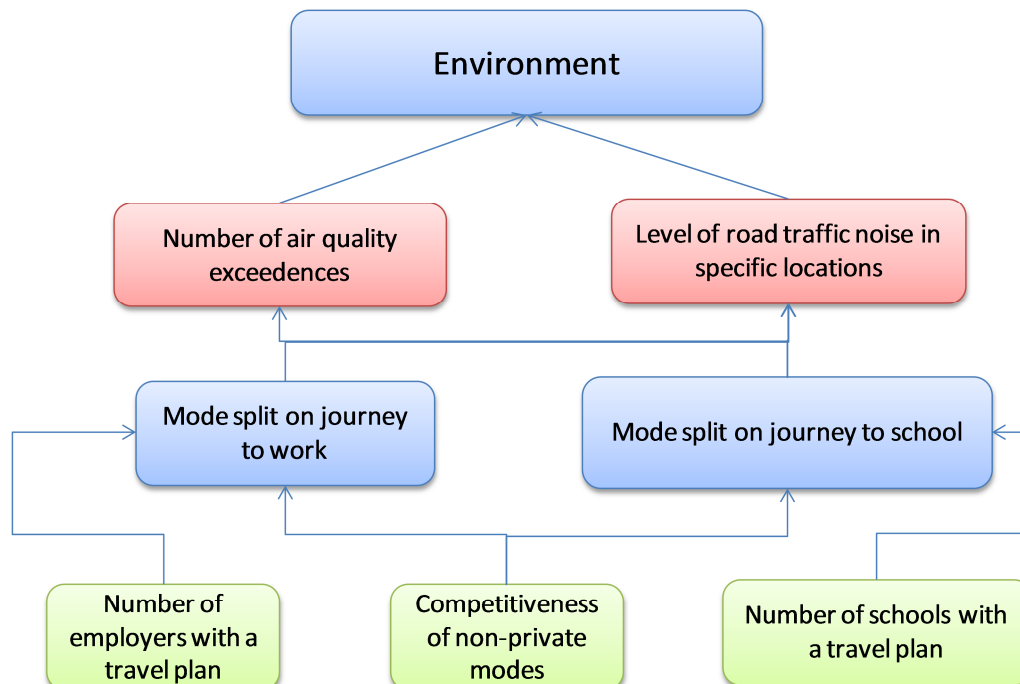 Environment
Number of air quality
exceedences
Level of road traffic noise in
specific locations
Mode split on journey
to work
Mode split on journey to school
Number of
employers with a
travel plan
Competitiveness
of non-private
modes
Number of schools with
a travel plan